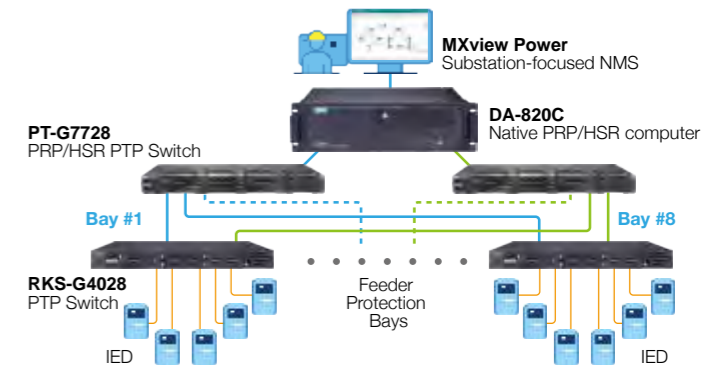 MXview Power
Substation-focused NMS
DA-820C
Native PRP/HSR computer
PT-G7728
PRP/HSR PTP Switch
Bay #1
Bay #8
RKS-G4028
PTP Switch
Feeder
Protection
Bays
IED
IED